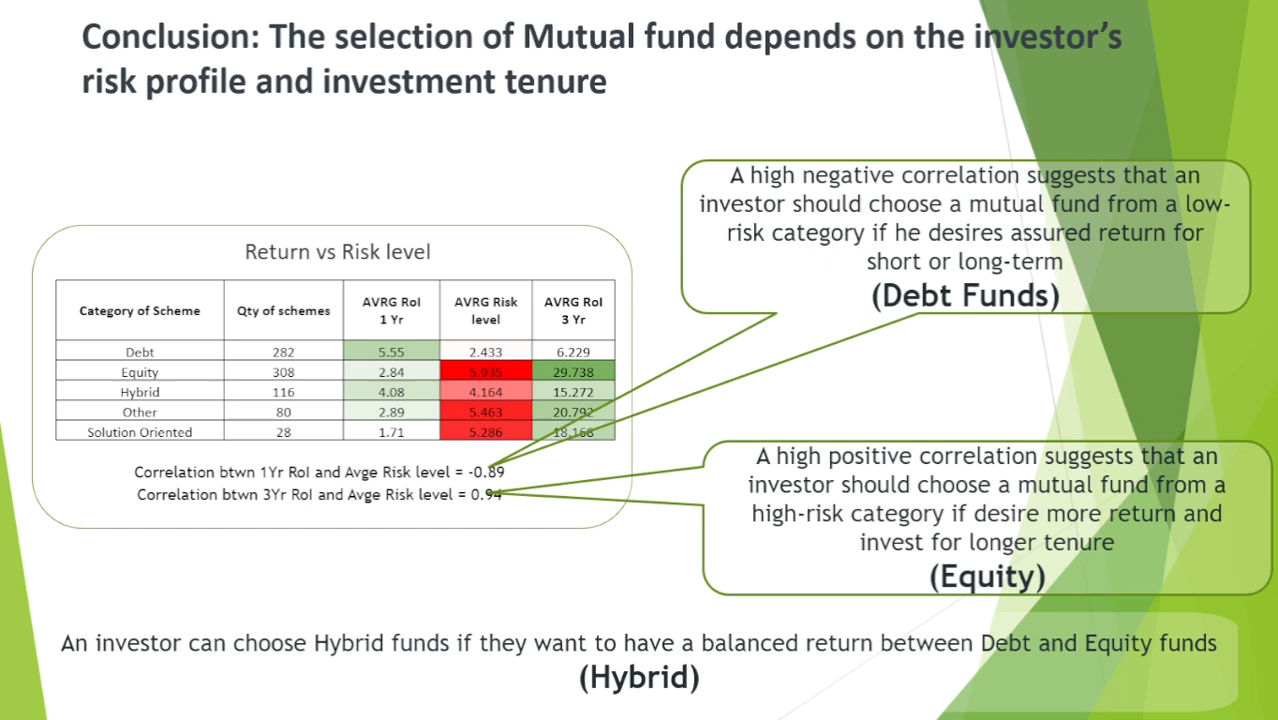 Conclusion: The selection of Mutual fund depends on the investor's
risk profile and investment tenure
A high negative correlation suggests that an
investor should choose a mutual fund from a low-
risk category if he desires assured return for
short or long-term
(Debt Funds)
Return vs Risk level
Category of Scheme Qty of schemes AVRG RoI 1 Yr AVRG Risk level AVRG RoI 3 Yr
Debt 282 5.55 2.433 6.229
Equity 308 2.84 5.935 29.738
Hybrid 116 4.08 4.164 15.272
Other 80 2.89 5.463 20.792
Solution Oriented 28 1.71 5.286 18.168
Correlation btwn 1Yr RoI and Avge Risk level = -0.89
Correlation btwn 3Yr RoI and Avge Risk level = 0.94
A high positive correlation suggests that an
investor should choose a mutual fund from a
high-risk category if desire more return and
invest for longer tenure
(Equity)
An investor can choose Hybrid funds if they want to have a balanced return between Debt and Equity funds
(Hybrid)